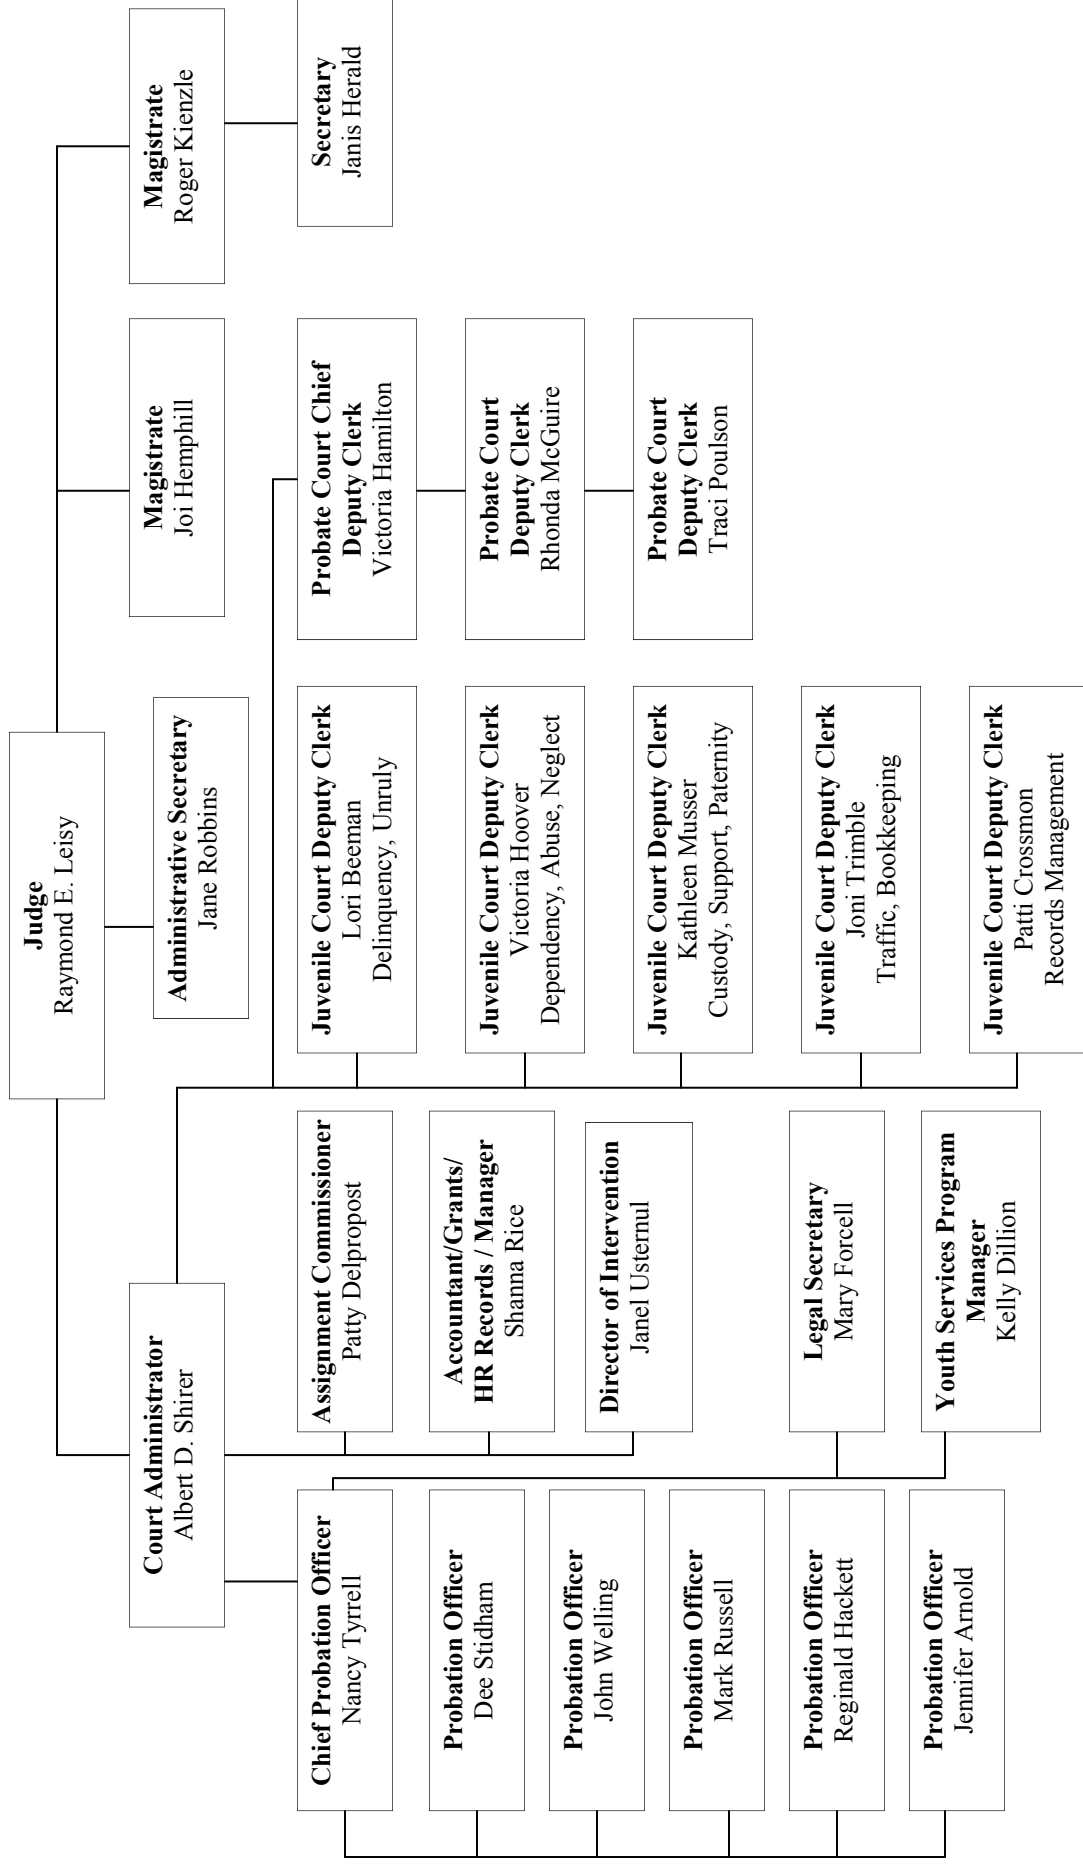 Judge
Raymond E. Leisy
Administrative Secretary
Jane Robbins
Court Administrator
Albert D. Shirer
Magistrate
Joi Hemphill
Magistrate
Roger Kienzle
Secretary
Janis Herald
Chief Probation Officer
Nancy Tyrrell
Probation Officer
Dee Stidham
Probation Officer
John Welling
Probation Officer
Mark Russell
Probation Officer
Reginald Hackett
Probation Officer
Jennifer Arnold
Assignment Commissioner
Patty Delpropost
Accountant/Grants/
HR Records / Manager
Shanna Rice
Director of Intervention
Janel Usternul
Legal Secretary
Mary Forcell
Youth Services Program
Manager
Kelly Dillion
Juvenile Court Deputy Clerk
Lori Beeman
Delinquency, Unruly
Juvenile Court Deputy Clerk
Victoria Hoover
Dependency, Abuse, Neglect
Juvenile Court Deputy Clerk
Kathleen Musser
Custody, Support, Paternity
Juvenile Court Deputy Clerk
Joni Trimble
Traffic, Bookkeeping
Juvenile Court Deputy Clerk
Patti Crossmon
Records Management
Probate Court Chief
Deputy Clerk
Victoria Hamilton
Probate Court
Deputy Clerk
Rhonda McGuire
Probate Court
Deputy Clerk
Traci Poulson